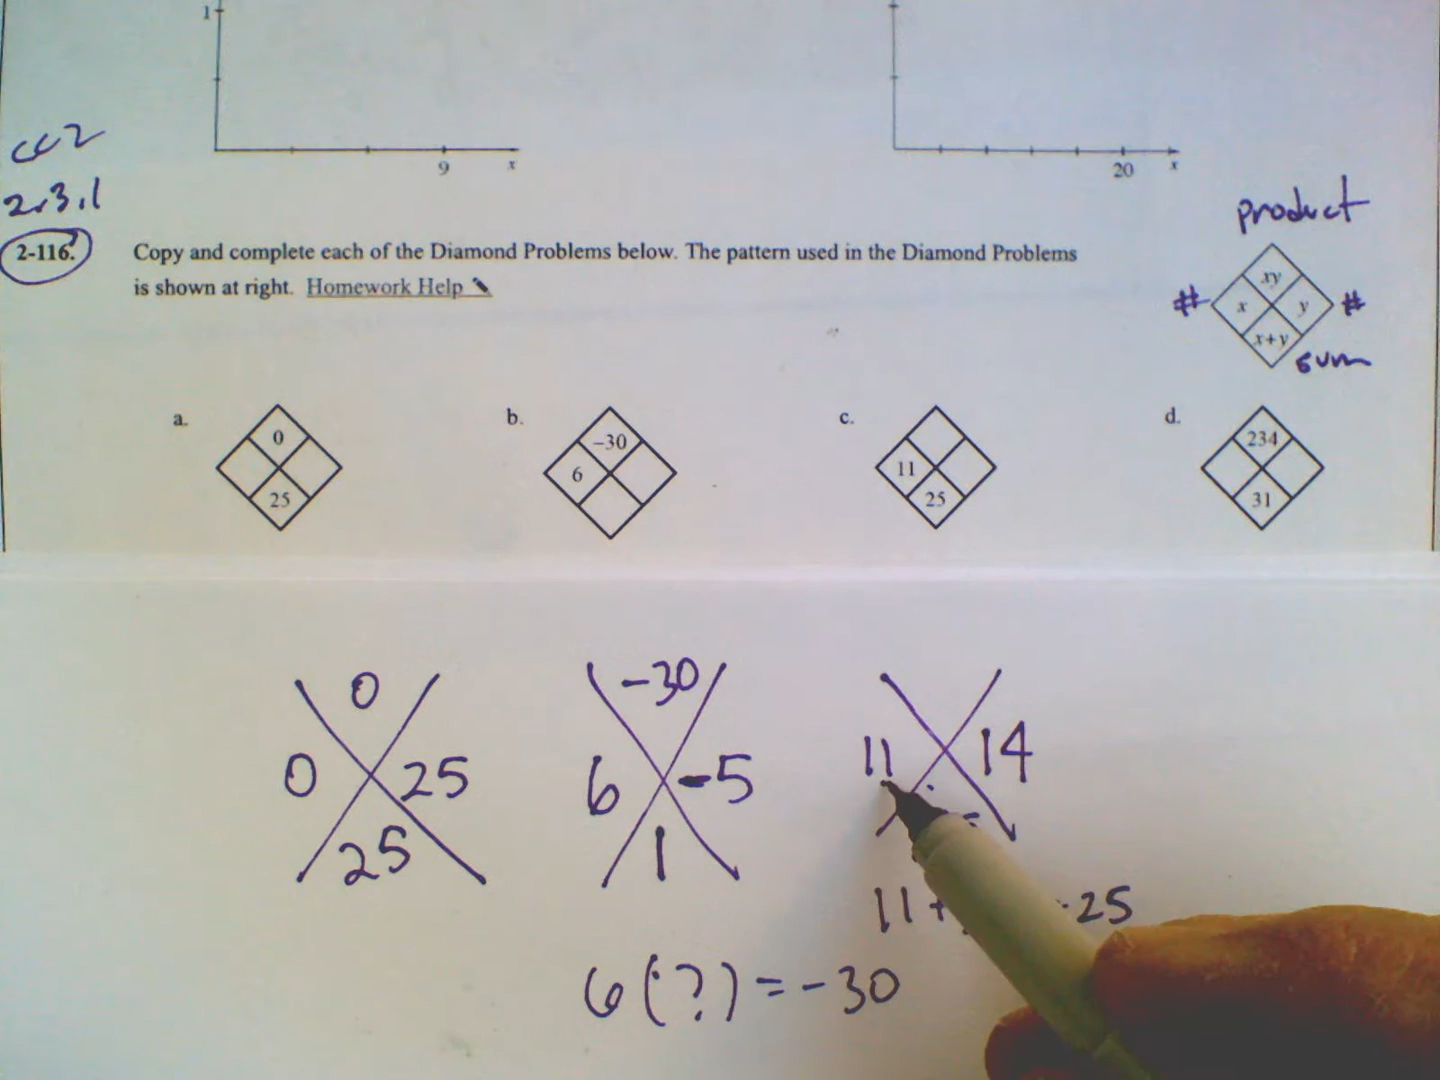 1
9 x
20 x
cc2
2.3.1
product
2-116. Copy and complete each of the Diamond Problems below. The pattern used in the Diamond Problems
is shown at right. Homework Help
xy
# x y #
x+y
sum
a. 0
25
b. -30
6
c. 11
25
d. 234
31
0
0 25
25
-30
6 -5
1
11 14
11 + 25
6(?) = -30